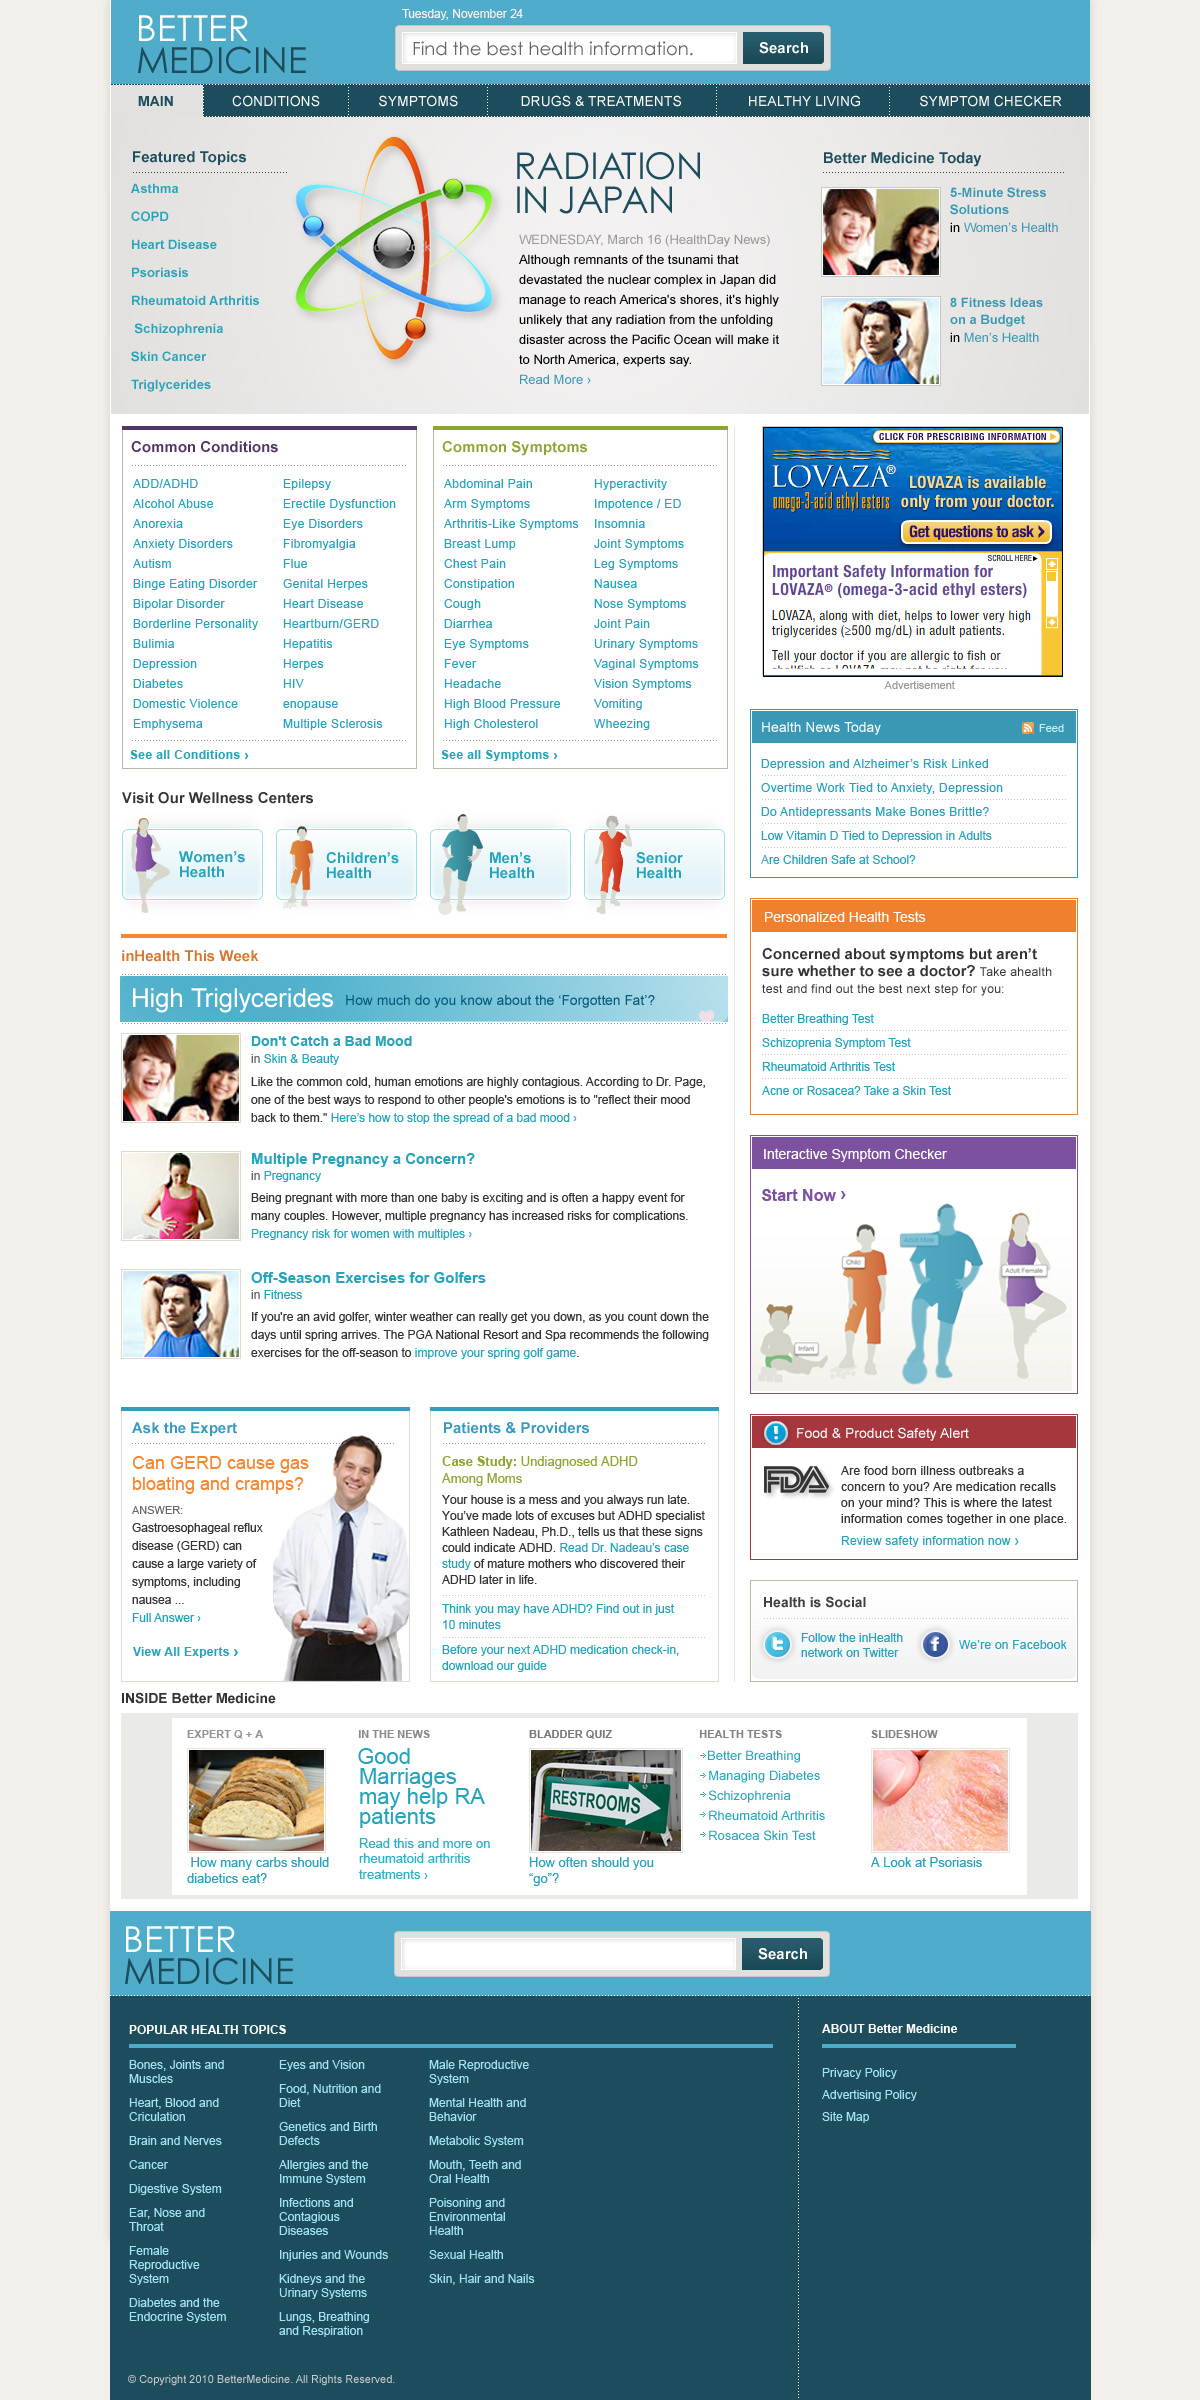 BETTER
MEDICINE
Tuesday, November 24
Find the best health information.
Search
MAIN
CONDITIONS
SYMPTOMS
DRUGS & TREATMENTS
HEALTHY LIVING
SYMPTOM CHECKER
Featured Topics
Asthma
COPD
Heart Disease
Psoriasis
Rheumatoid Arthritis
Schizophrenia
Skin Cancer
Triglycerides
RADIATION
IN JAPAN
WEDNESDAY, March 16 (HealthDay News)
Although remnants of the tsunami that
devastated the nuclear complex in Japan did
manage to reach America's shores, it's highly
unlikely that any radiation from the unfolding
disaster across the Pacific Ocean will make it
to North America, experts say.
Read More ›
Better Medicine Today
5-Minute Stress
Solutions
in Women's Health
8 Fitness Ideas
on a Budget
in Men's Health
Common Conditions
ADD/ADHD
Alcohol Abuse
Anorexia
Anxiety Disorders
Autism
Binge Eating Disorder
Bipolar Disorder
Borderline Personality
Bulimia
Depression
Diabetes
Domestic Violence
Emphysema
Epilepsy
Erectile Dysfunction
Eye Disorders
Fibromyalgia
Flue
Genital Herpes
Heart Disease
Heartburn/GERD
Hepatitis
Herpes
HIV
enopause
Multiple Sclerosis
See all Conditions ›
Common Symptoms
Abdominal Pain
Arm Symptoms
Arthritis-Like Symptoms
Breast Lump
Chest Pain
Constipation
Cough
Diarrhea
Eye Symptoms
Fever
Headache
High Blood Pressure
High Cholesterol
Hyperactivity
Impotence / ED
Insomnia
Joint Symptoms
Leg Symptoms
Nausea
Nose Symptoms
Joint Pain
Urinary Symptoms
Vaginal Symptoms
Vision Symptoms
Vomiting
Wheezing
See all Symptoms ›
CLICK FOR PRESCRIBING INFORMATION
LOVAZA®
omega-3-acid ethyl esters
LOVAZA is available
only from your doctor.
Get questions to ask ›
SCROLL HERE
Important Safety Information for
LOVAZA® (omega-3-acid ethyl esters)
LOVAZA, along with diet, helps to lower very high
triglycerides (≥500 mg/dL) in adult patients.
Tell your doctor if you are allergic to fish or
shellfish or LOVAZA may not be right for you.
Advertisement
Health News Today
Feed
Depression and Alzheimer's Risk Linked
Overtime Work Tied to Anxiety, Depression
Do Antidepressants Make Bones Brittle?
Low Vitamin D Tied to Depression in Adults
Are Children Safe at School?
Visit Our Wellness Centers
Women's
Health
Children's
Health
Men's
Health
Senior
Health
inHealth This Week
High Triglycerides How much do you know about the 'Forgotten Fat'?
Don't Catch a Bad Mood
in Skin & Beauty
Like the common cold, human emotions are highly contagious. According to Dr. Page,
one of the best ways to respond to other people's emotions is to "reflect their mood
back to them." Here's how to stop the spread of a bad mood ›
Multiple Pregnancy a Concern?
in Pregnancy
Being pregnant with more than one baby is exciting and is often a happy event for
many couples. However, multiple pregnancy has increased risks for complications.
Pregnancy risk for women with multiples ›
Off-Season Exercises for Golfers
in Fitness
If you're an avid golfer, winter weather can really get you down, as you count down the
days until spring arrives. The PGA National Resort and Spa recommends the following
exercises for the off-season to improve your spring golf game.
Personalized Health Tests
Concerned about symptoms but aren't
sure whether to see a doctor? Take ahealth
test and find out the best next step for you:
Better Breathing Test
Schizoprenia Symptom Test
Rheumatoid Arthritis Test
Acne or Rosacea? Take a Skin Test
Interactive Symptom Checker
Start Now ›
Adult Male
Child
Adult Female
Infant
Ask the Expert
Can GERD cause gas
bloating and cramps?
ANSWER:
Gastroesophageal reflux
disease (GERD) can
cause a large variety of
symptoms, including
nausea ...
Full Answer ›
View All Experts ›
Patients & Providers
Case Study: Undiagnosed ADHD
Among Moms
Your house is a mess and you always run late.
You've made lots of excuses but ADHD specialist
Kathleen Nadeau, Ph.D., tells us that these signs
could indicate ADHD. Read Dr. Nadeau's case
study of mature mothers who discovered their
ADHD later in life.
Think you may have ADHD? Find out in just
10 minutes
Before your next ADHD medication check-in,
download our guide
Food & Product Safety Alert
FDA
Are food born illness outbreaks a
concern to you? Are medication recalls
on your mind? This is where the latest
information comes together in one place.
Review safety information now ›
Health is Social
Follow the inHealth
network on Twitter
We're on Facebook
INSIDE Better Medicine
EXPERT Q + A
How many carbs should
diabetics eat?
IN THE NEWS
Good
Marriages
may help RA
patients
Read this and more on
rheumatoid arthritis
treatments ›
BLADDER QUIZ
RESTROOMS
How often should you
“go”?
HEALTH TESTS
Better Breathing
Managing Diabetes
Schizophrenia
Rheumatoid Arthritis
Rosacea Skin Test
SLIDESHOW
A Look at Psoriasis
BETTER
MEDICINE
Search
POPULAR HEALTH TOPICS
Bones, Joints and
Muscles
Heart, Blood and
Criculation
Brain and Nerves
Cancer
Digestive System
Ear, Nose and
Throat
Female
Reproductive
System
Diabetes and the
Endocrine System
Eyes and Vision
Food, Nutrition and
Diet
Genetics and Birth
Defects
Allergies and the
Immune System
Infections and
Contagious
Diseases
Injuries and Wounds
Kidneys and the
Urinary Systems
Lungs, Breathing
and Respiration
Male Reproductive
System
Mental Health and
Behavior
Metabolic System
Mouth, Teeth and
Oral Health
Poisoning and
Environmental
Health
Sexual Health
Skin, Hair and Nails
ABOUT Better Medicine
Privacy Policy
Advertising Policy
Site Map
© Copyright 2010 BetterMedicine. All Rights Reserved.